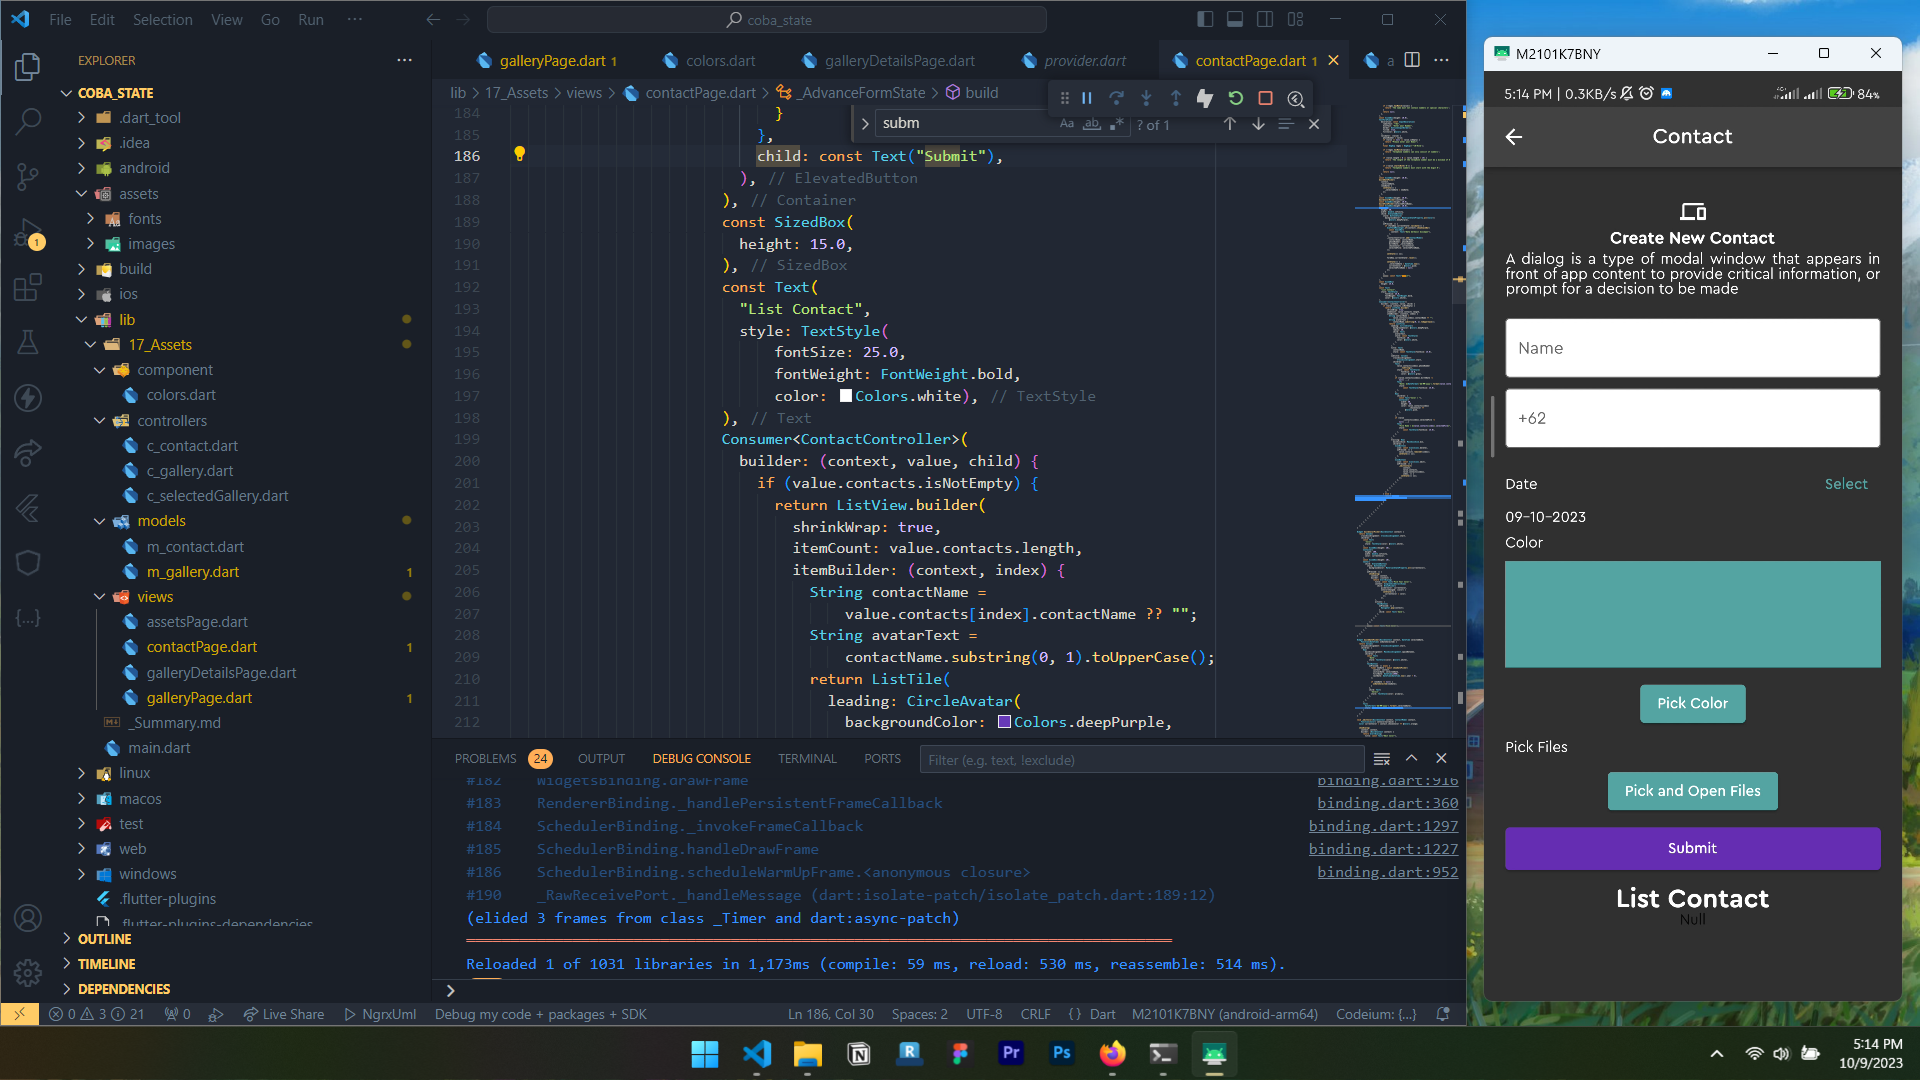 File Edit Selection View Go Run ··· coba_state
EXPLORER
COBA_STATE
.dart_tool
.idea
android
assets
fonts
images
build
ios
lib
17_Assets
component
colors.dart
controllers
c_contact.dart
c_gallery.dart
c_selectedGallery.dart
models
m_contact.dart
m_gallery.dart 1
views
assetsPage.dart
contactPage.dart 1
galleryDetailsPage.dart
galleryPage.dart 1
_Summary.md
main.dart
linux
macos
test
web
windows
.flutter-plugins
.flutter-plugins-dependencies
OUTLINE
TIMELINE
DEPENDENCIES
1
galleryPage.dart 1 colors.dart galleryDetailsPage.dart provider.dart contactPage.dart 1 a
lib > 17_Assets > views > contactPage.dart > _AdvanceFormState > build
subm Aa ab ? of 1
184 }
185 },
186 child: const Text("Submit"),
187 ), // ElevatedButton
188 ), // Container
189 const SizedBox(
190 height: 15.0,
191 ), // SizedBox
192 const Text(
193 "List Contact",
194 style: TextStyle(
195 fontSize: 25.0,
196 fontWeight: FontWeight.bold,
197 color: Colors.white), // TextStyle
198 ), // Text
199 Consumer<ContactController>(
200 builder: (context, value, child) {
201 if (value.contacts.isNotEmpty) {
202 return ListView.builder(
203 shrinkWrap: true,
204 itemCount: value.contacts.length,
205 itemBuilder: (context, index) {
206 String contactName =
207 value.contacts[index].contactName ?? "";
208 String avatarText =
209 contactName.substring(0, 1).toUpperCase();
210 return ListTile(
211 leading: CircleAvatar(
212 backgroundColor: Colors.deepPurple,
PROBLEMS 24 OUTPUT DEBUG CONSOLE TERMINAL PORTS Filter (e.g. text, !exclude)
#182 WidgetsBinding.drawFrame binding.dart:916
#183 RendererBinding._handlePersistentFrameCallback binding.dart:360
#184 SchedulerBinding._invokeFrameCallback binding.dart:1297
#185 SchedulerBinding.handleDrawFrame binding.dart:1227
#186 SchedulerBinding.scheduleWarmUpFrame.<anonymous closure> binding.dart:952
#190 _RawReceivePort._handleMessage (dart:isolate-patch/isolate_patch.dart:189:12)
(elided 3 frames from class _Timer and dart:async-patch)
Reloaded 1 of 1031 libraries in 1,173ms (compile: 59 ms, reload: 530 ms, reassemble: 514 ms).
0 3 21 0 Live Share NgrxUml Debug my code + packages + SDK Ln 186, Col 30 Spaces: 2 UTF-8 CRLF {} Dart M2101K7BNY (android-arm64) Codeium: {...}
M2101K7BNY
5:14 PM | 0.3KB/s 84%
Contact
Create New Contact
A dialog is a type of modal window that appears in
front of app content to provide critical information, or
prompt for a decision to be made
Name
+62
Date Select
09-10-2023
Color
Pick Color
Pick Files
Pick and Open Files
Submit
List Contact
Null
R Pr Ps
5:14 PM
10/9/2023